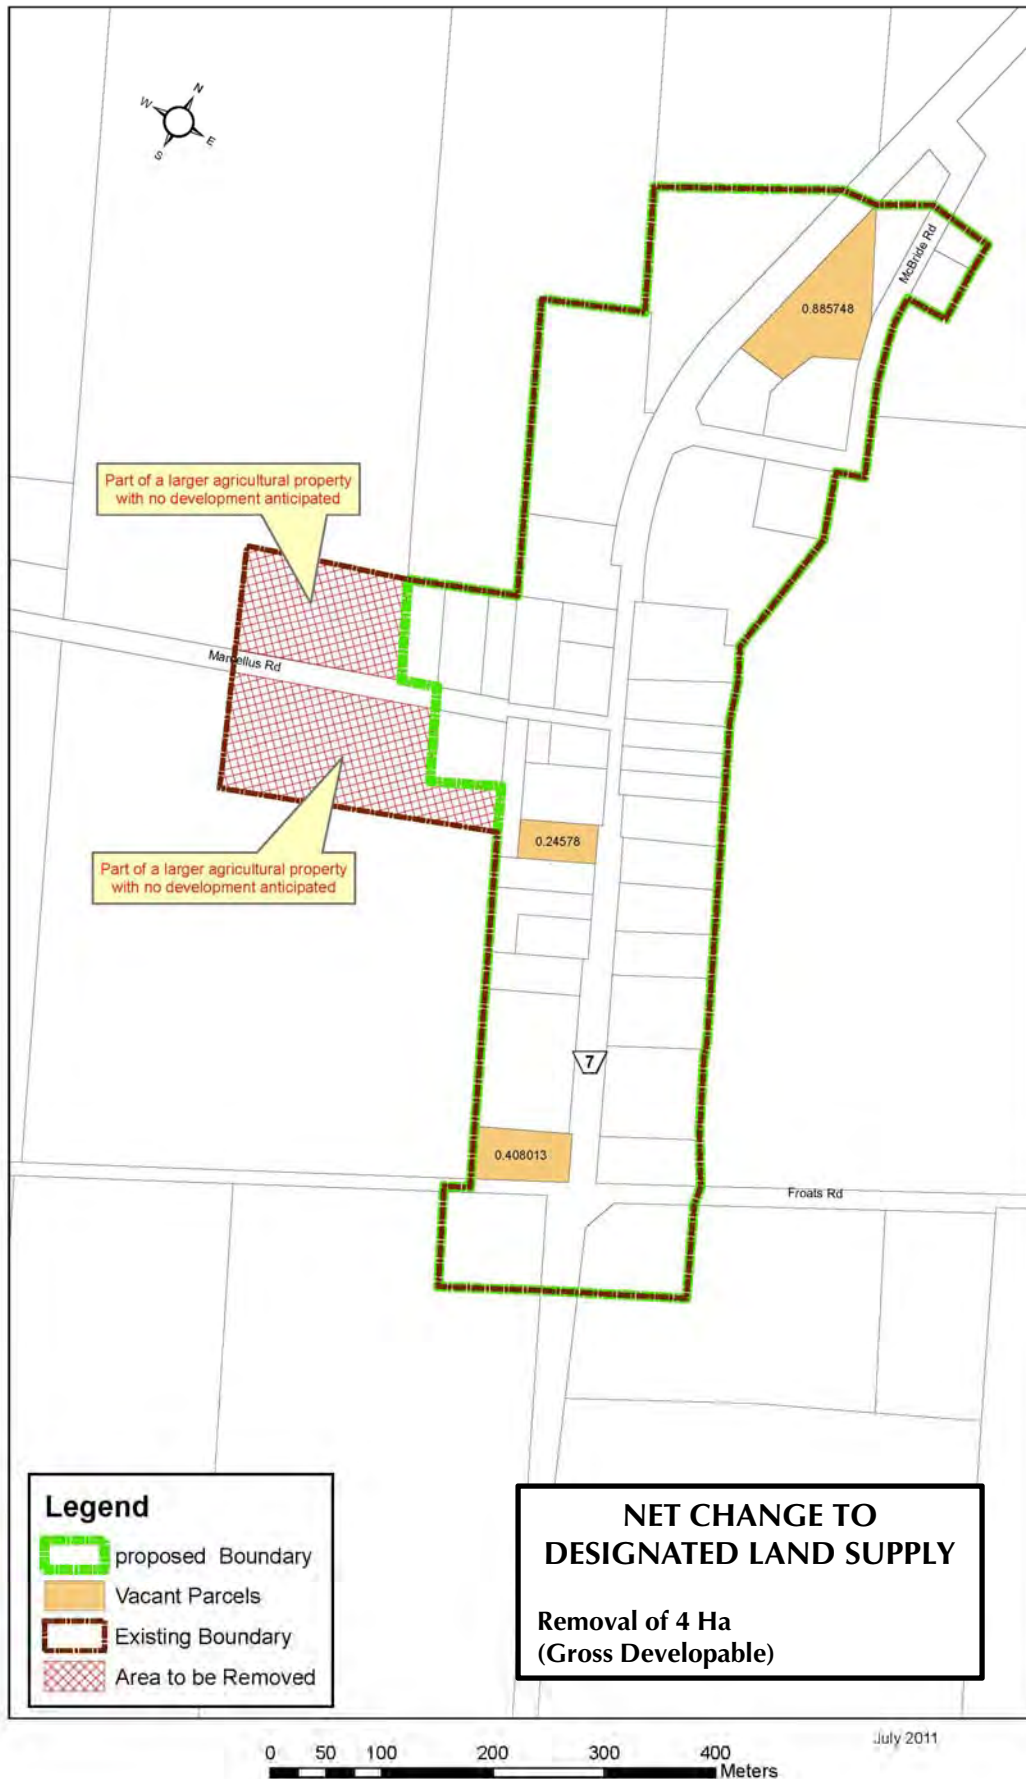 N
W
E
S
McBride Rd
0.885748
Part of a larger agricultural property
with no development anticipated
Marcellus Rd
0.24578
Part of a larger agricultural property
with no development anticipated
7
0.408013
Froats Rd
Legend
proposed Boundary
Vacant Parcels
Existing Boundary
Area to be Removed
NET CHANGE TO
DESIGNATED LAND SUPPLY
Removal of 4 Ha
(Gross Developable)
July 2011
0 50 100 200 300 400
Meters